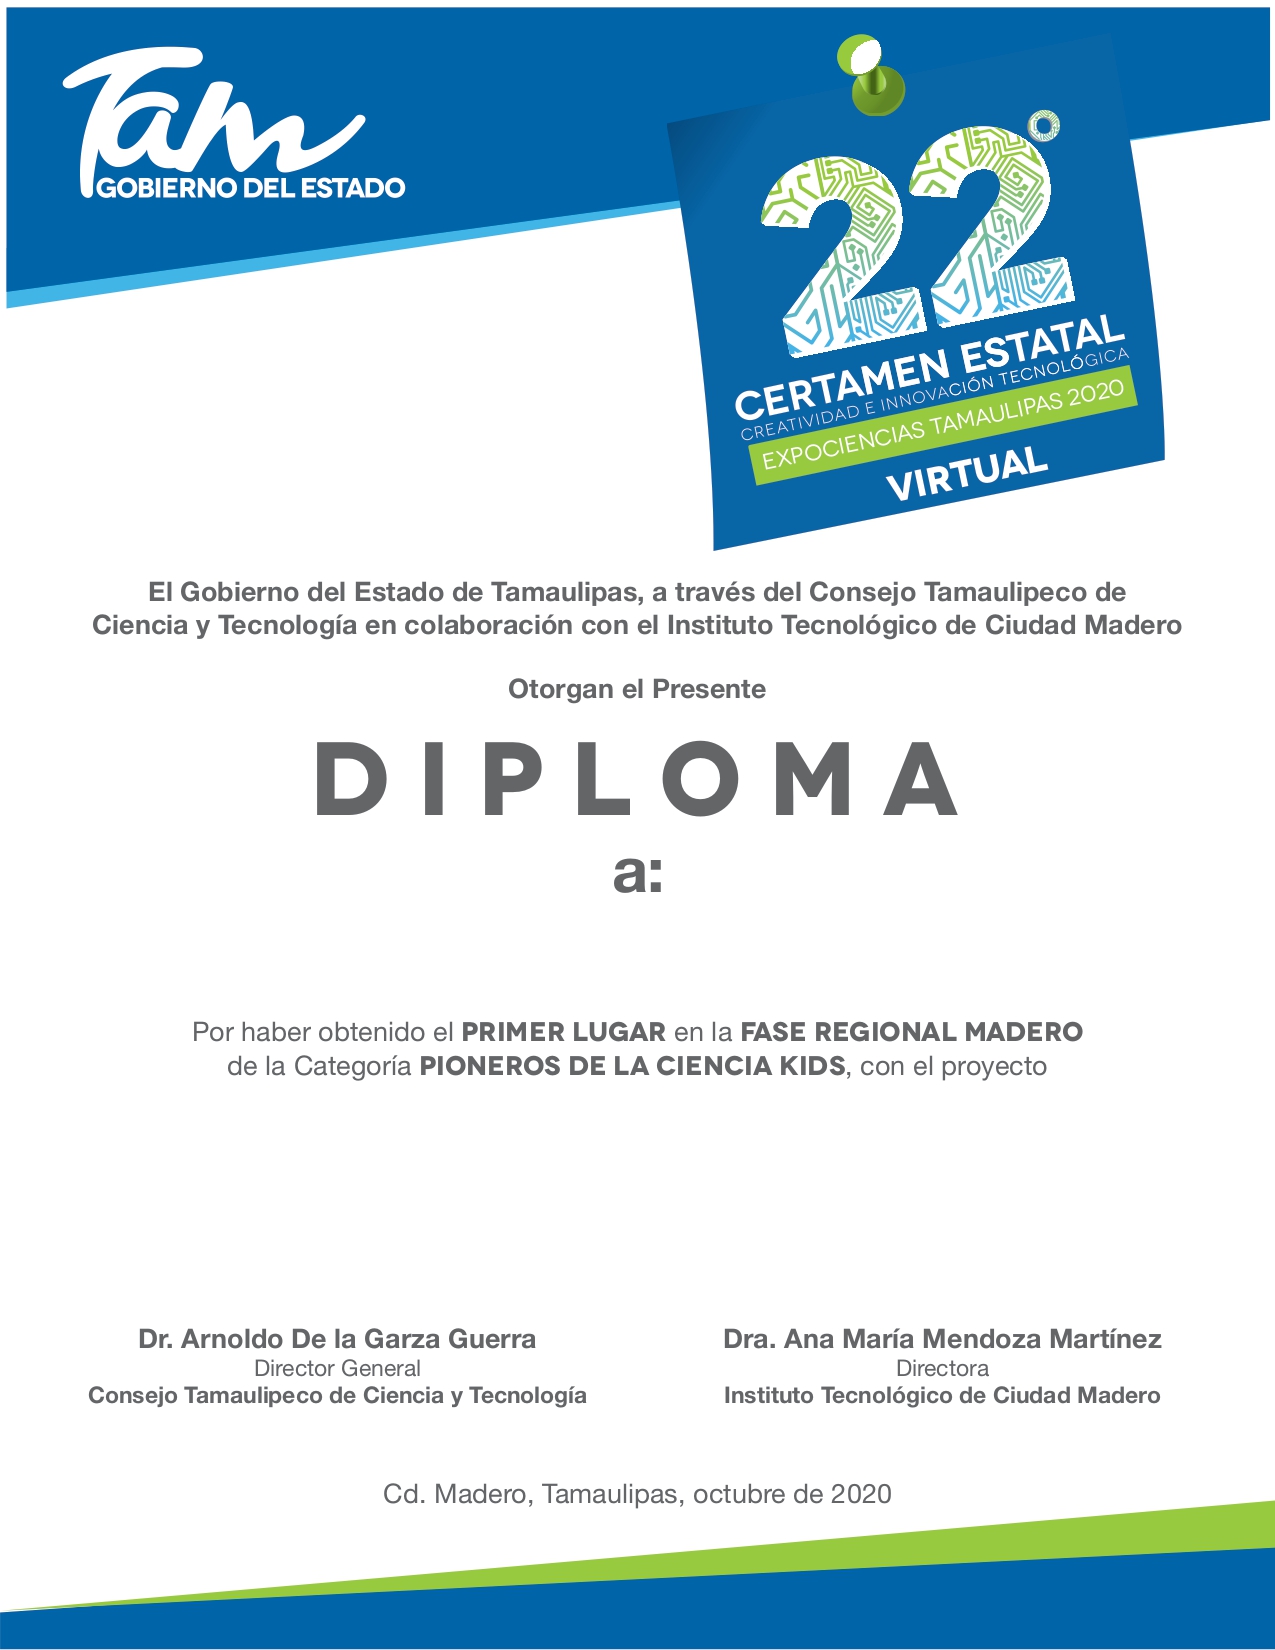 Tam
GOBIERNO DEL ESTADO
22°
CERTAMEN ESTATAL
CREATIVIDAD E INNOVACIÓN TECNOLÓGICA
EXPOCIENCIAS TAMAULIPAS 2020
VIRTUAL
El Gobierno del Estado de Tamaulipas, a través del Consejo Tamaulipeco de
Ciencia y Tecnología en colaboración con el Instituto Tecnológico de Ciudad Madero
Otorgan el Presente
DIPLOMA
a:
Por haber obtenido el PRIMER LUGAR en la FASE REGIONAL MADERO
de la Categoría PIONEROS DE LA CIENCIA KIDS, con el proyecto
Dr. Arnoldo De la Garza Guerra
Director General
Consejo Tamaulipeco de Ciencia y Tecnología
Dra. Ana María Mendoza Martínez
Directora
Instituto Tecnológico de Ciudad Madero
Cd. Madero, Tamaulipas, octubre de 2020